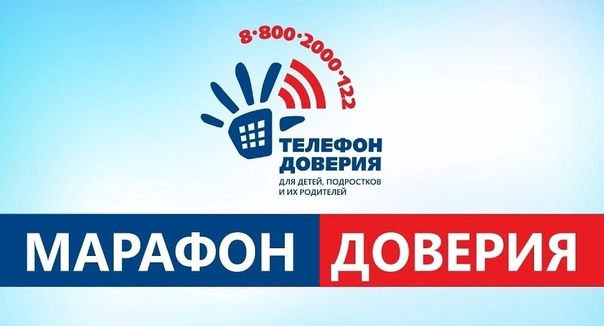 8·800·2000·122
ТЕЛЕФОН
ДОВЕРИЯ
ДЛЯ ДЕТЕЙ, ПОДРОСТКОВ
И ИХ РОДИТЕЛЕЙ
МАРАФОН ДОВЕРИЯ